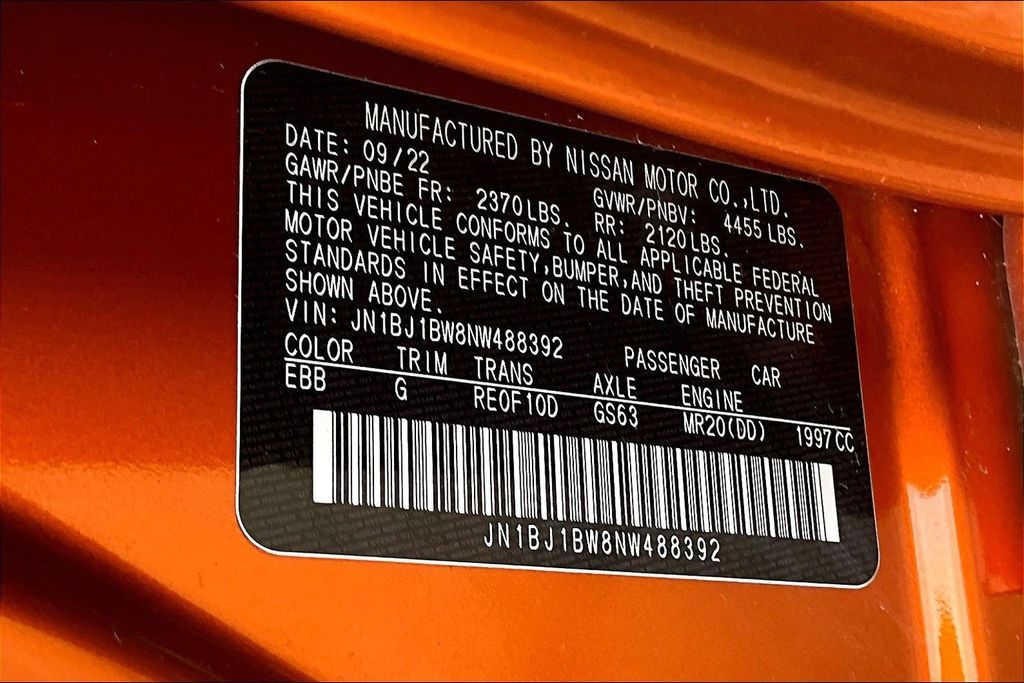 MANUFACTURED BY NISSAN MOTOR CO.,LTD.
DATE: 09/22 GVWR/PNBV: 4455 LBS.
GAWR/PNBE FR: 2370LBS. RR: 2120LBS.
THIS VEHICLE CONFORMS TO ALL APPLICABLE FEDERAL
MOTOR VEHICLE SAFETY,BUMPER,AND THEFT PREVENTION
STANDARDS IN EFFECT ON THE DATE OF MANUFACTURE
SHOWN ABOVE.
VIN: JN1BJ1BW8NW488392 PASSENGER CAR
COLOR TRIM TRANS AXLE ENGINE
EBB G RE0F10D GS63 MR20(DD) 1997CC
JN1BJ1BW8NW488392